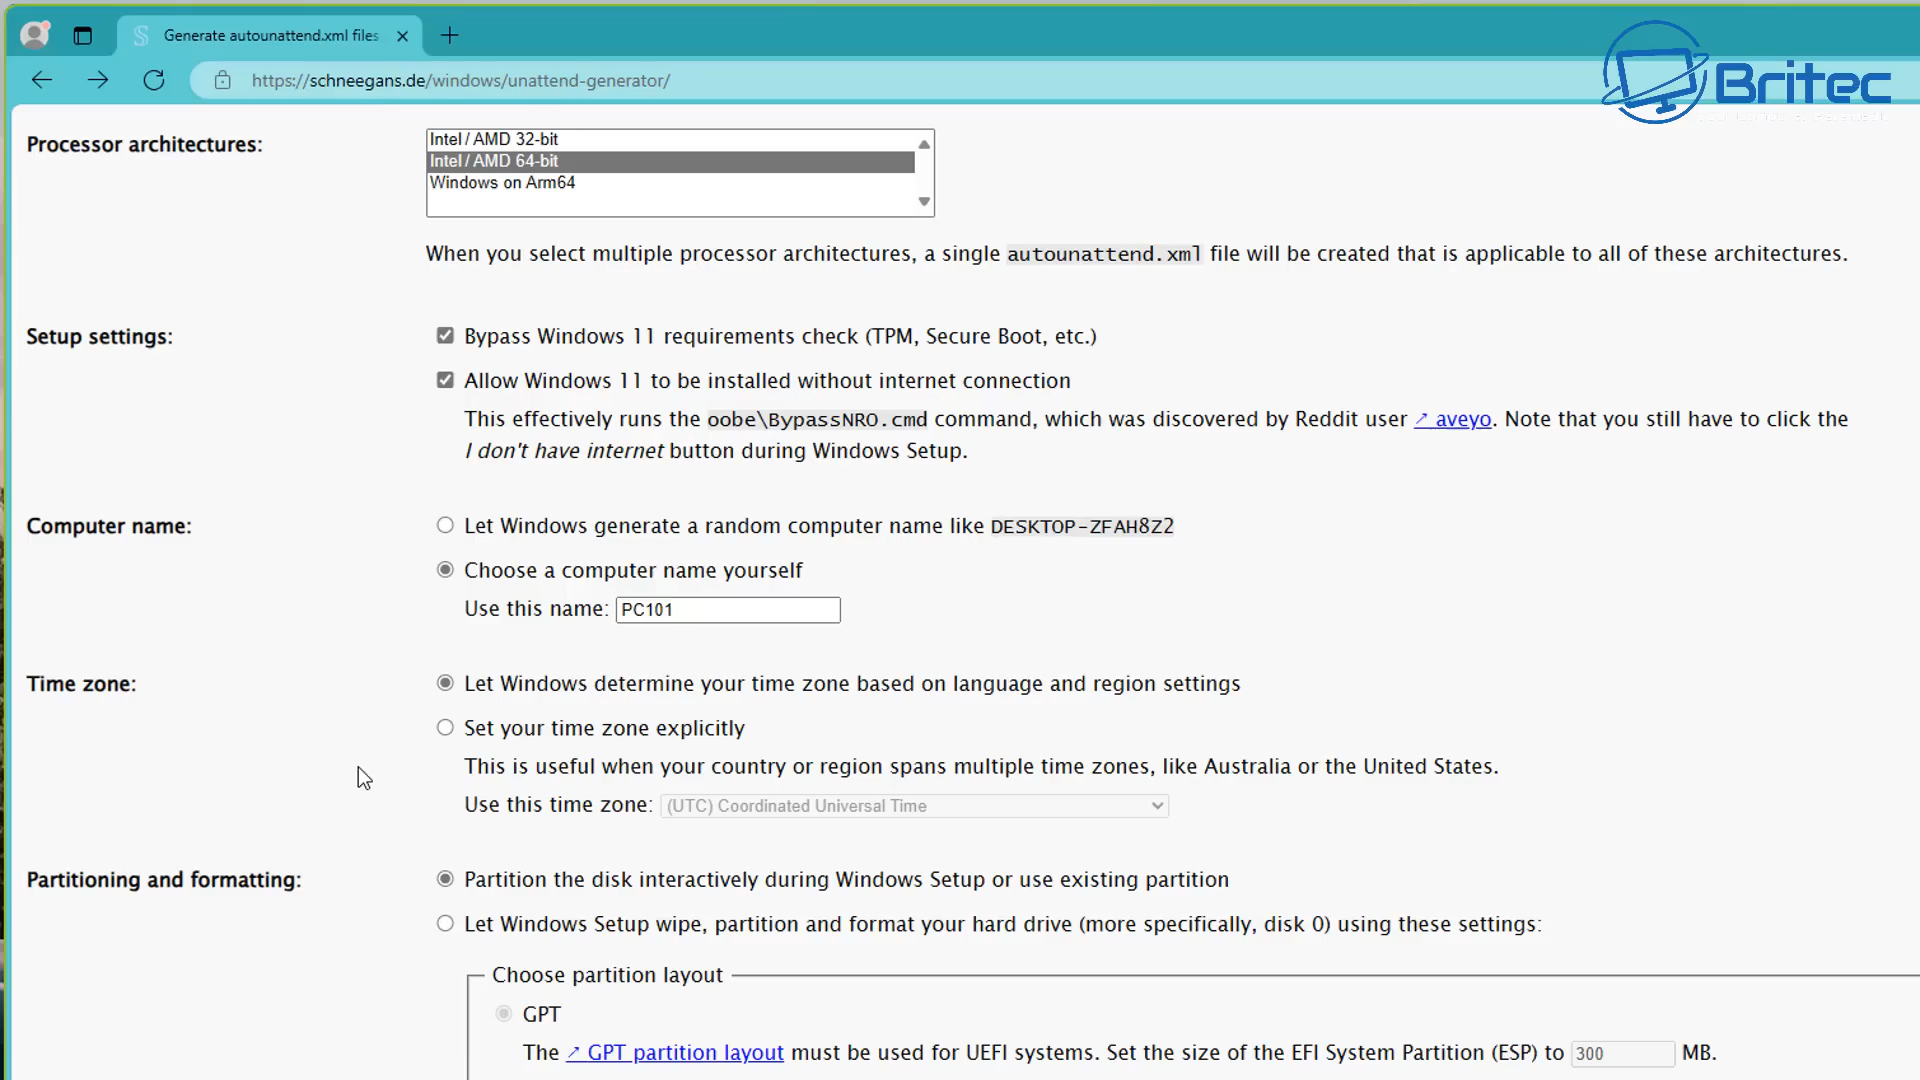 Generate autounattend.xml files
https://schneegans.de/windows/unattend-generator/
Britec
Processor architectures:
Intel / AMD 32-bit
Intel / AMD 64-bit
Windows on Arm64
When you select multiple processor architectures, a single autounattend.xml file will be created that is applicable to all of these architectures.
Setup settings:
Bypass Windows 11 requirements check (TPM, Secure Boot, etc.)
Allow Windows 11 to be installed without internet connection
This effectively runs the oobe\BypassNRO.cmd command, which was discovered by Reddit user ↗ aveyo. Note that you still have to click the
I don't have internet button during Windows Setup.
Computer name:
Let Windows generate a random computer name like DESKTOP-ZFAH8Z2
Choose a computer name yourself
Use this name: PC101
Time zone:
Let Windows determine your time zone based on language and region settings
Set your time zone explicitly
This is useful when your country or region spans multiple time zones, like Australia or the United States.
Use this time zone: (UTC) Coordinated Universal Time
Partitioning and formatting:
Partition the disk interactively during Windows Setup or use existing partition
Let Windows Setup wipe, partition and format your hard drive (more specifically, disk 0) using these settings:
Choose partition layout
GPT
The ↗ GPT partition layout must be used for UEFI systems. Set the size of the EFI System Partition (ESP) to 300 MB.